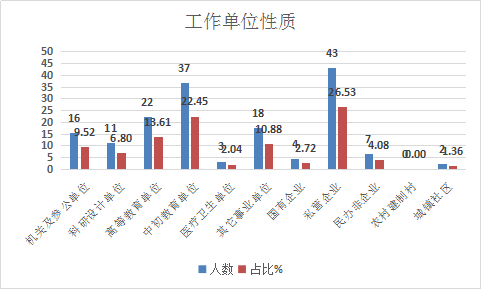 工作单位性质
50
45
40
35
30
25
20
15
10
5
0
16
9.52
11
6.80
22
13.61
37
22.45
3
2.04
18
10.88
4
2.72
43
26.53
7
4.08
0
0.00
2
1.36
机关及参公单位
科研设计单位
高等教育单位
中初教育单位
医疗卫生单位
其它事业单位
国有企业
私营企业
民办非企业
农村建制村
城镇社区
人数
占比%